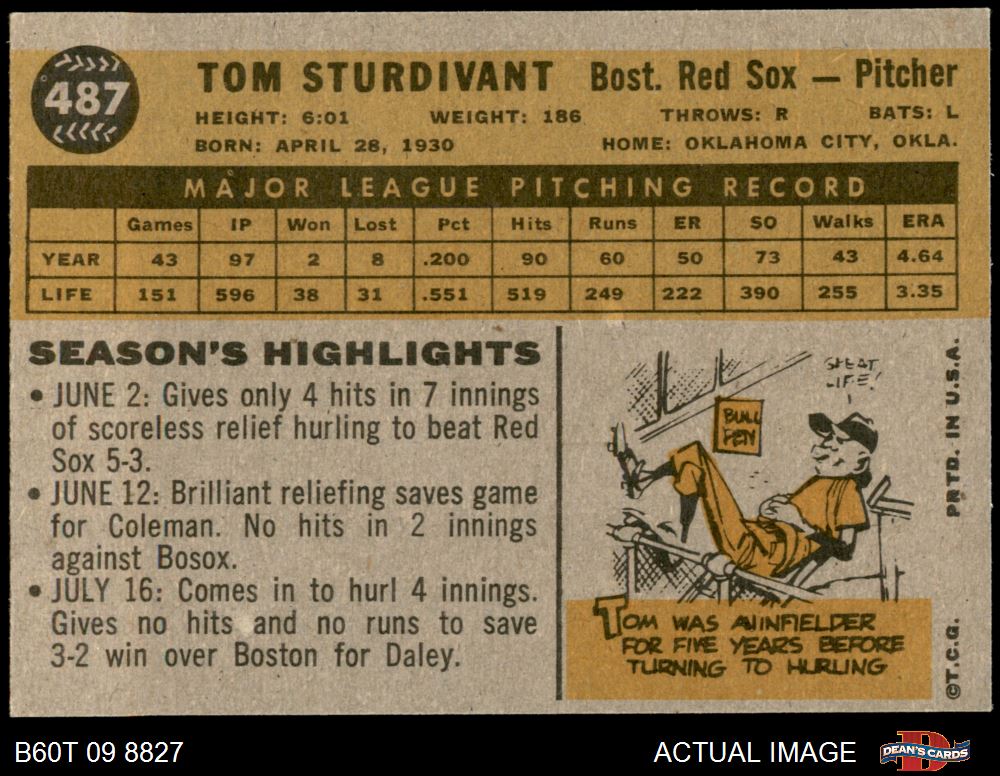 487
TOM STURDIVANT Bost. Red Sox — Pitcher
HEIGHT: 6:01 WEIGHT: 186 THROWS: R BATS: L
BORN: APRIL 28, 1930 HOME: OKLAHOMA CITY, OKLA.
MAJOR LEAGUE PITCHING RECORD
Games IP Won Lost Pct Hits Runs ER SO Walks ERA
YEAR 43 97 2 8 .200 90 60 50 73 43 4.64
LIFE 151 596 38 31 .551 519 249 222 390 255 3.35
SEASON'S HIGHLIGHTS
• JUNE 2: Gives only 4 hits in 7 innings
of scoreless relief hurling to beat Red
Sox 5-3.
• JUNE 12: Brilliant reliefing saves game
for Coleman. No hits in 2 innings
against Bosox.
• JULY 16: Comes in to hurl 4 innings.
Gives no hits and no runs to save
3-2 win over Boston for Daley.
LIFE!
BULL
PEN
TOM WAS AN INFIELDER
FOR FIVE YEARS BEFORE
TURNING TO HURLING
©T.C.G. PRTD. IN U.S.A.
B60T 09 8827 ACTUAL IMAGE DEAN'S CARDS